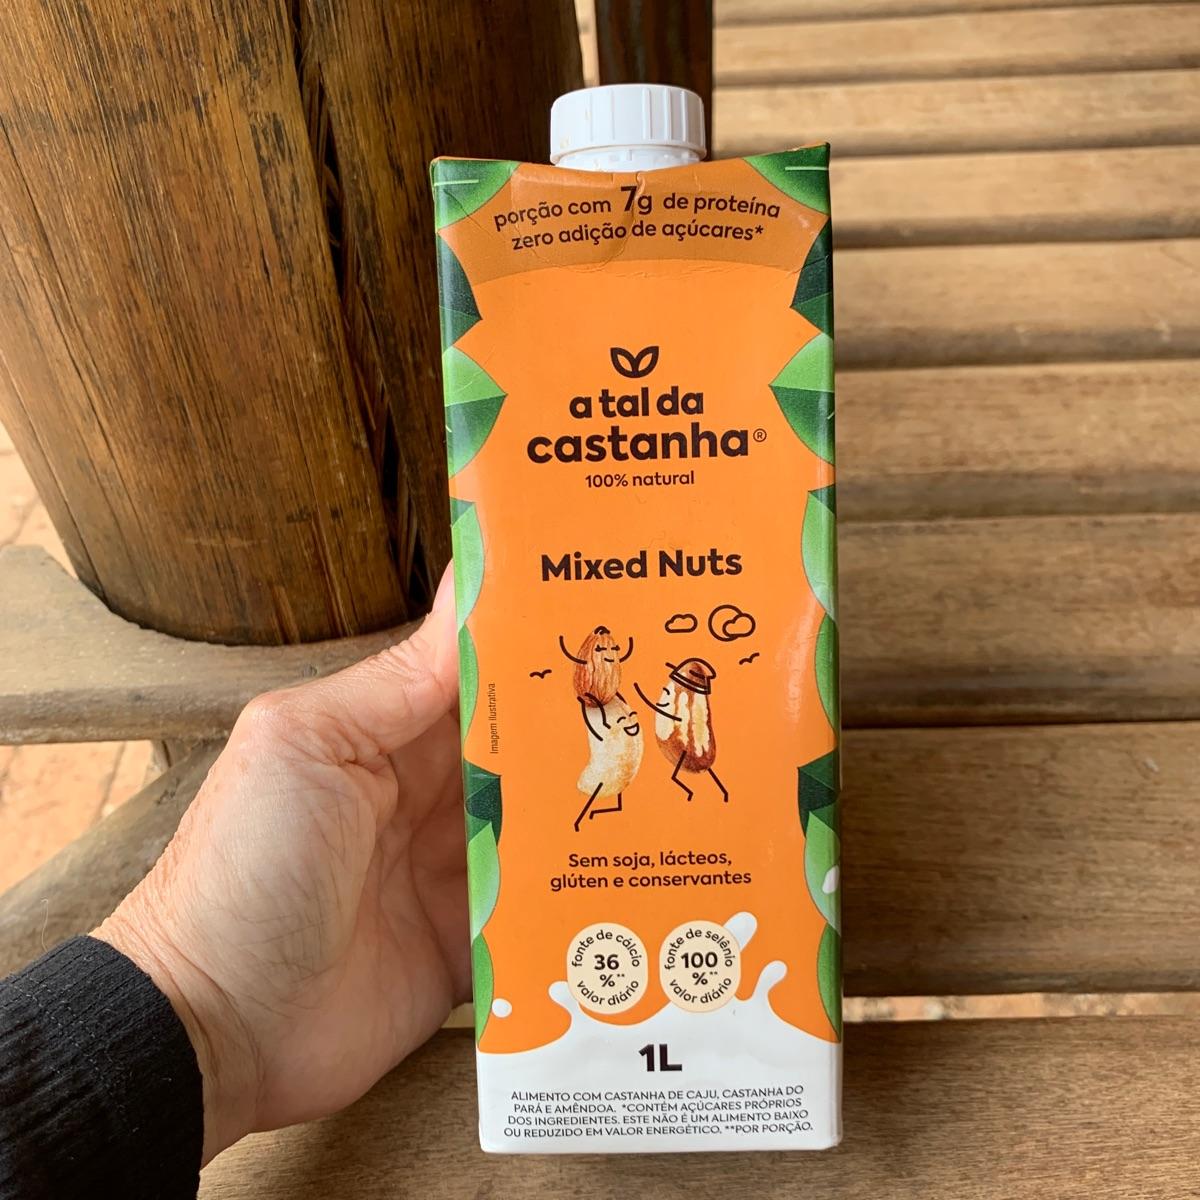 porção com 7g de proteína
zero adição de açúcares*
a tal da
castanha®
100% natural
Mixed Nuts
Imagem ilustrativa
Sem soja, lácteos,
glúten e conservantes
fonte de cálcio
36
%**
valor diário
fonte de selênio
100
%**
valor diário
1L
ALIMENTO COM CASTANHA DE CAJU, CASTANHA DO
PARÁ E AMÊNDOA. *CONTÉM AÇÚCARES PRÓPRIOS
DOS INGREDIENTES. ESTE NÃO É UM ALIMENTO BAIXO
OU REDUZIDO EM VALOR ENERGÉTICO. **POR PORÇÃO.